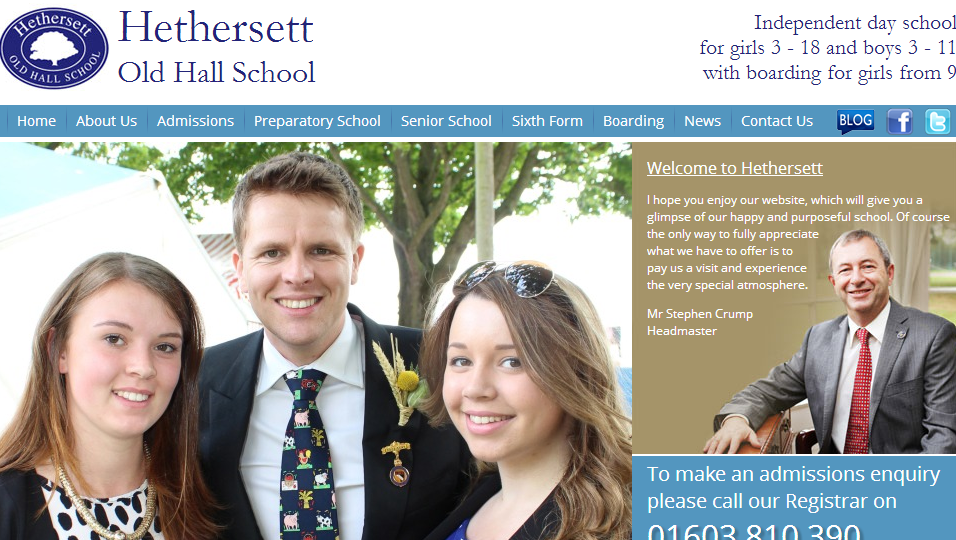 Hethersett
OLD HALL SCHOOL
Hethersett
Old Hall School
Independent day school
for girls 3 - 18 and boys 3 - 11
with boarding for girls from 9
Home About Us Admissions Preparatory School Senior School Sixth Form Boarding News Contact Us BLOG f t
Welcome to Hethersett
I hope you enjoy our website, which will give you a
glimpse of our happy and purposeful school. Of course
the only way to fully appreciate
what we have to offer is to
pay us a visit and experience
the very special atmosphere.
Mr Stephen Crump
Headmaster
To make an admissions enquiry
please call our Registrar on
01603 810 390